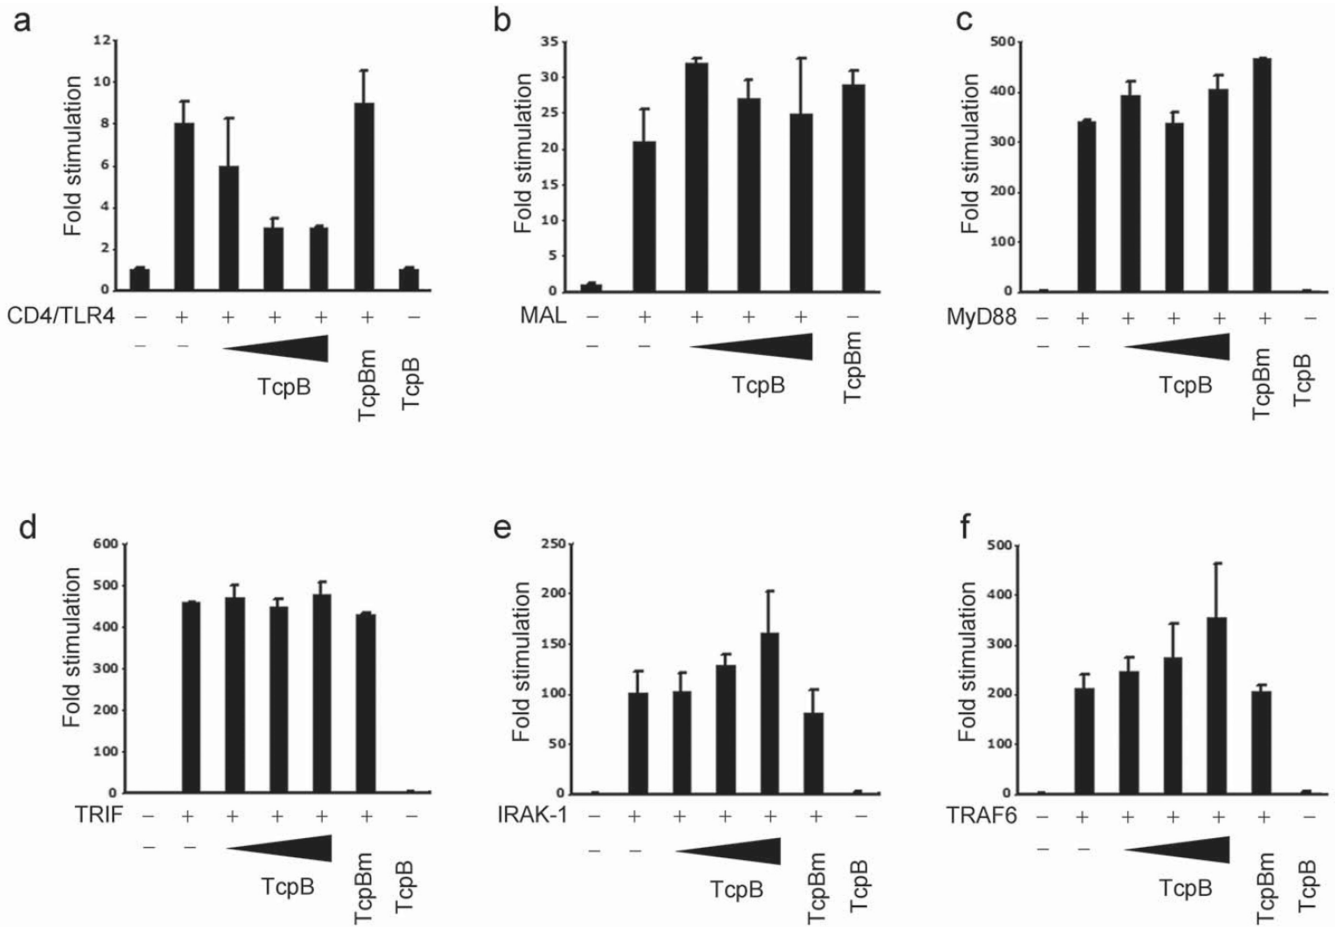 a
Fold stimulation
12
10
8
6
4
2
0
CD4/TLR4 – + + + + + –
– –
TcpB
TcpBm
TcpB
b
Fold stimulation
35
30
25
20
15
10
5
0
MAL – + + + + –
– –
TcpB
TcpBm
c
Fold stimulation
500
400
300
200
100
0
MyD88 – + + + + + –
– –
TcpB
TcpBm
TcpB
d
Fold stimulation
600
500
400
300
200
100
0
TRIF – + + + + + –
– –
TcpB
TcpBm
TcpB
e
Fold stimulation
250
200
150
100
50
0
IRAK-1 – + + + + + –
– –
TcpB
TcpBm
TcpB
f
Fold stimulation
500
400
300
200
100
0
TRAF6 – + + + + + –
– –
TcpB
TcpBm
TcpB